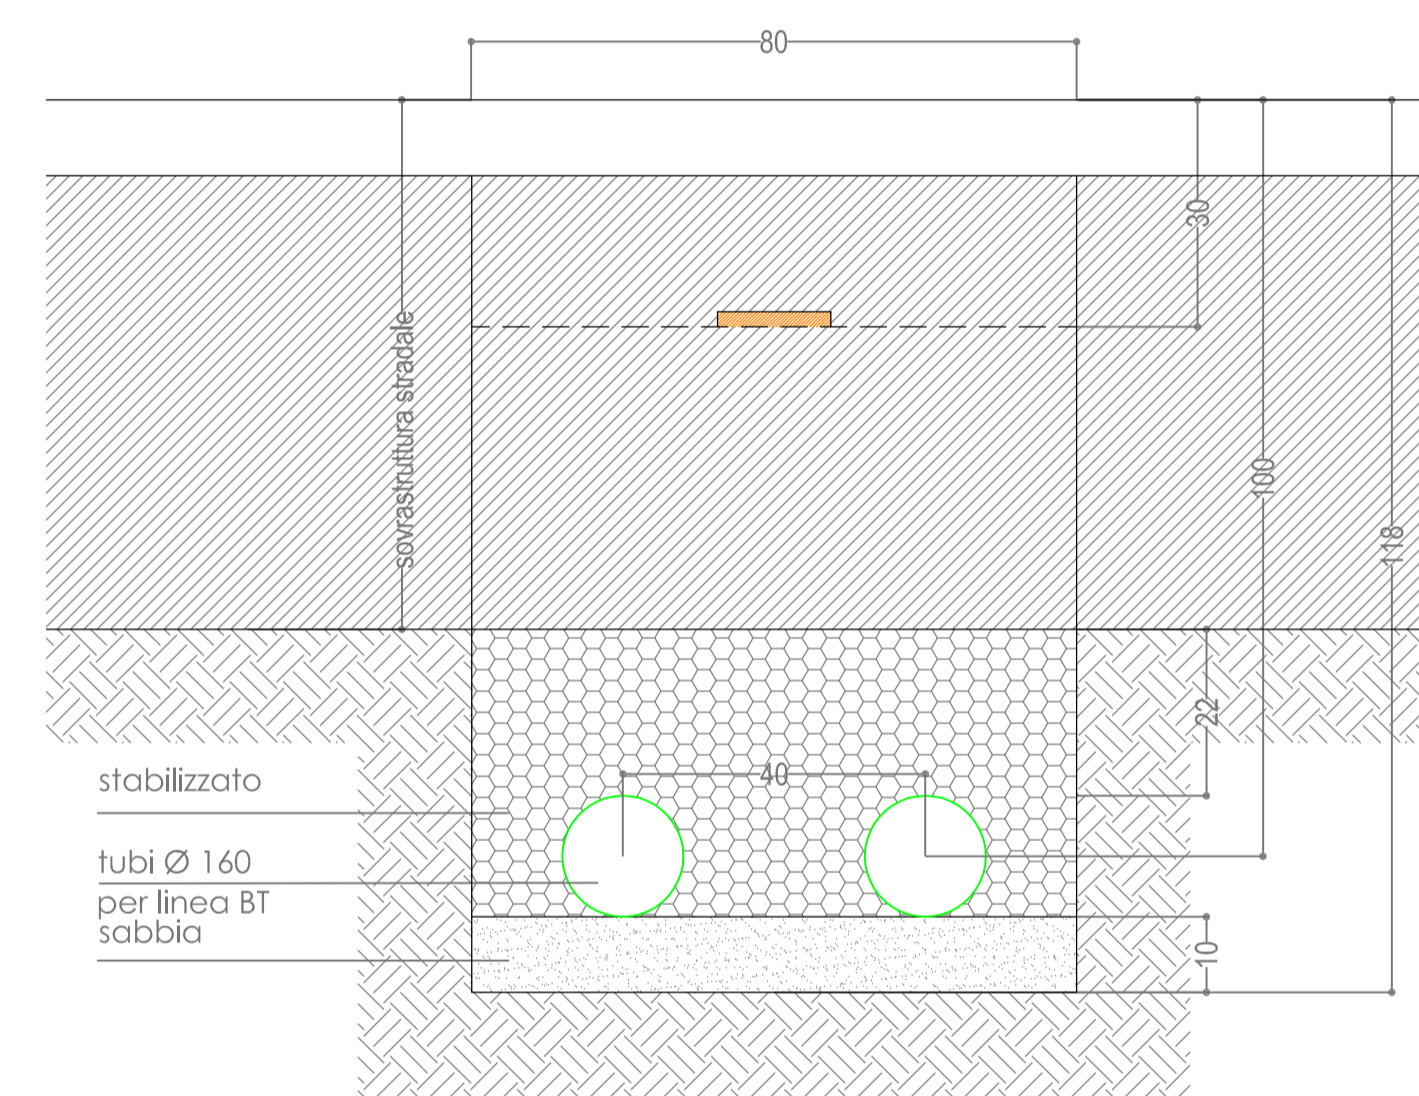 80
30
sovrastruttura stradale
100
118
22
40
stabilizzato
tubi Ø 160
per linea BT
sabbia
10